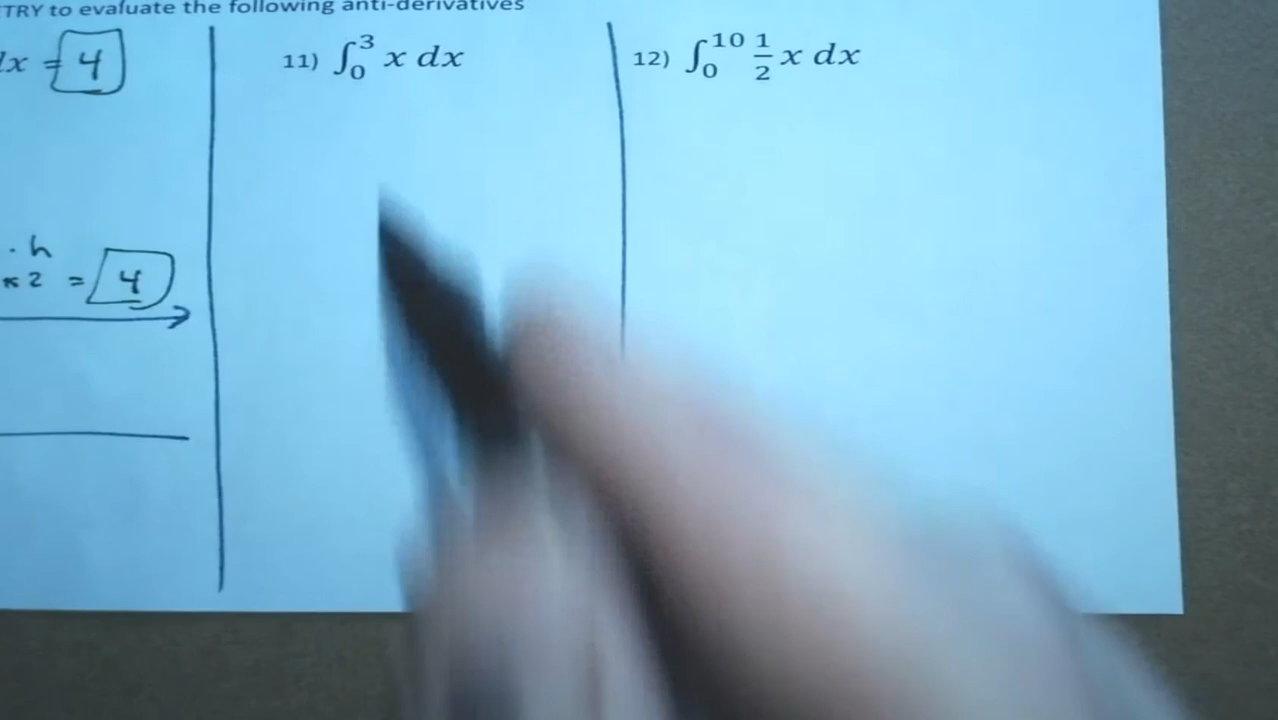 TRY to evaluate the following anti-derivatives
x = 4
11) ∫₀³ x dx
12) ∫₀¹⁰ 1/2 x dx
· h
× 2 = 4